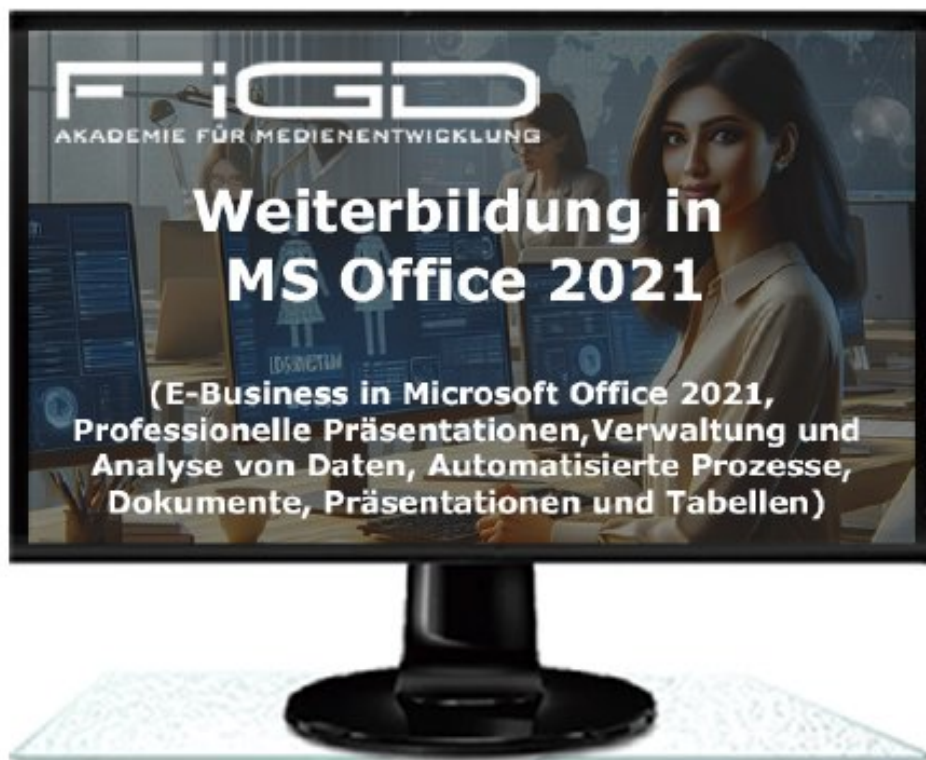 FiGD
AKADEMIE FÜR MEDIENENTWICKLUNG
Weiterbildung in
MS Office 2021
(E-Business in Microsoft Office 2021,
Professionelle Präsentationen,Verwaltung und
Analyse von Daten, Automatisierte Prozesse,
Dokumente, Präsentationen und Tabellen)